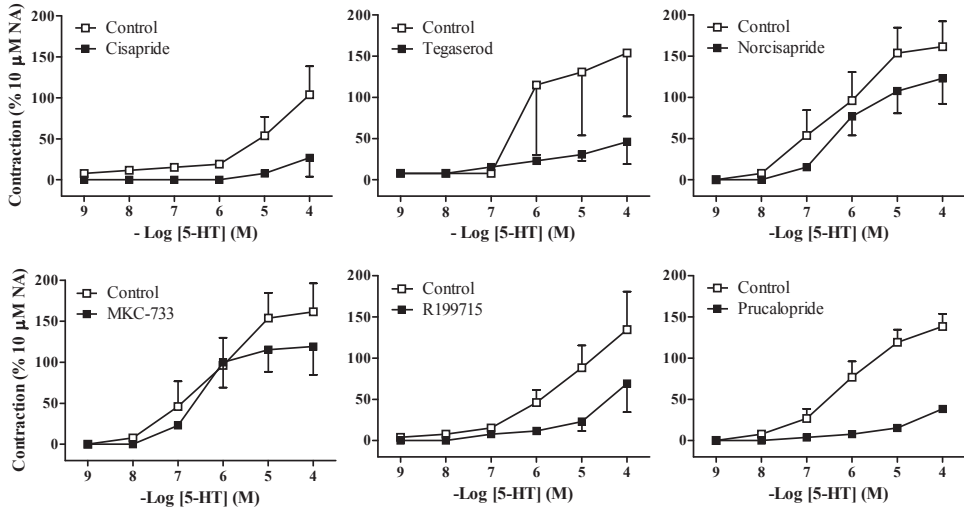 Contraction (% 10 µM NA)
200
150
100
50
0
Control
Cisapride
9 8 7 6 5 4
- Log [5-HT] (M)
200
150
100
50
0
Control
Tegaserod
9 8 7 6 5 4
- Log [5-HT] (M)
200
150
100
50
0
Control
Norcisapride
9 8 7 6 5 4
-Log [5-HT] (M)
Contraction (% 10 µM NA)
200
150
100
50
0
Control
MKC-733
9 8 7 6 5 4
-Log [5-HT] (M)
200
150
100
50
0
Control
R199715
9 8 7 6 5 4
-Log [5-HT] (M)
200
150
100
50
0
Control
Prucalopride
9 8 7 6 5 4
-Log [5-HT] (M)